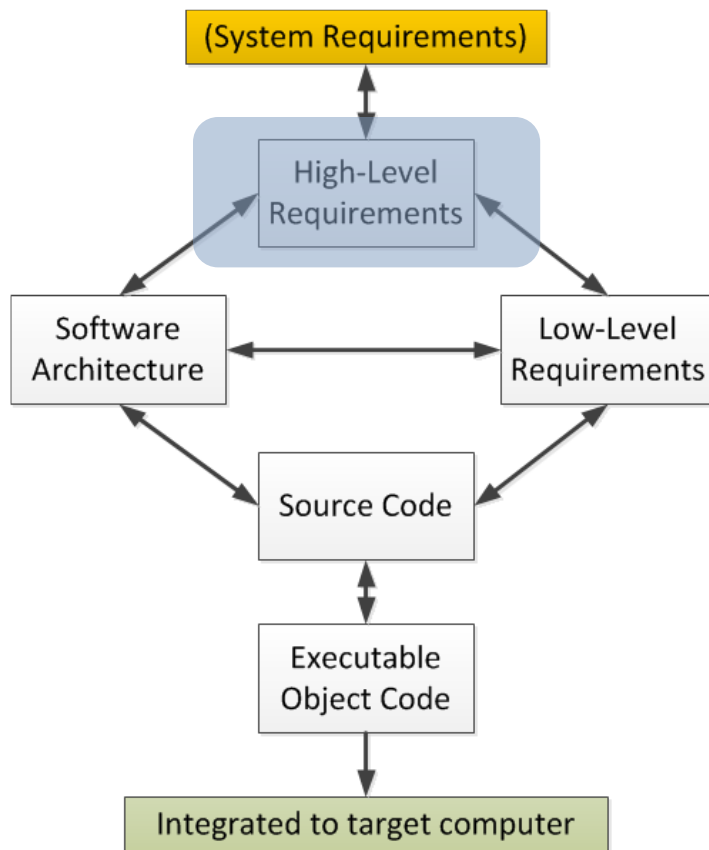 (System Requirements)
High-Level
Requirements
Software
Architecture
Low-Level
Requirements
Source Code
Executable
Object Code
Integrated to target computer